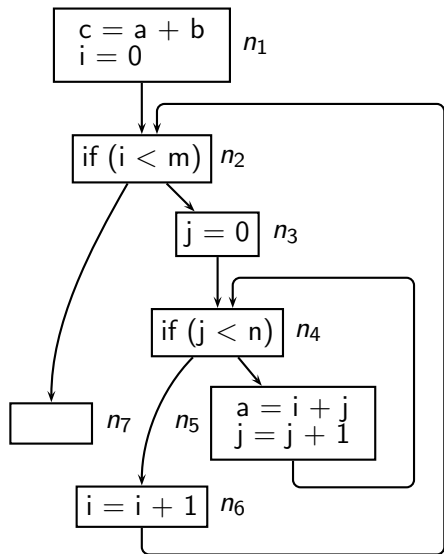 c = a + b
i = 0
n1
if (i < m) n2
j = 0 n3
if (j < n) n4
n7
n5
a = i + j
j = j + 1
i = i + 1 n6